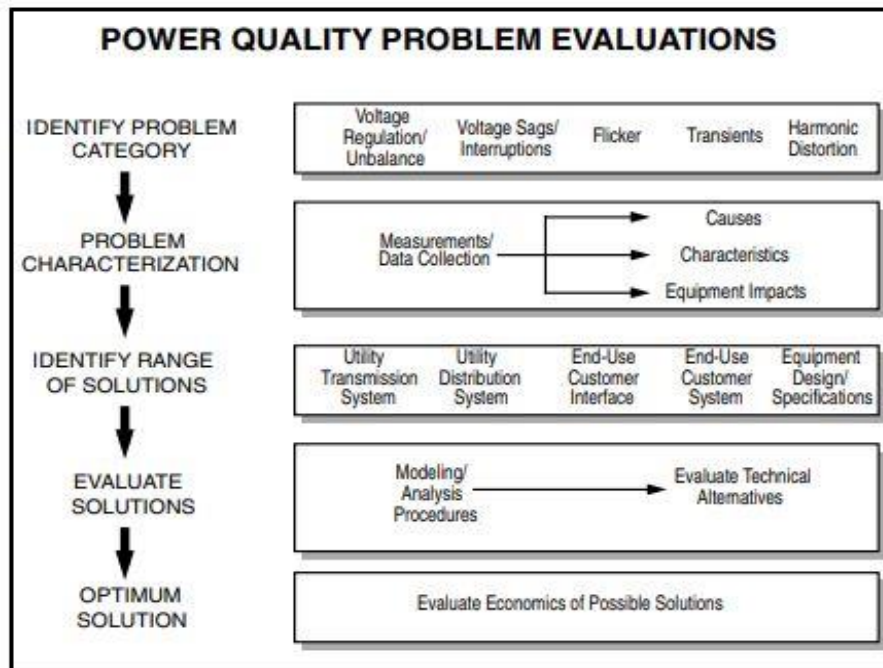 POWER QUALITY PROBLEM EVALUATIONS
IDENTIFY PROBLEM
CATEGORY
Voltage
Regulation/
Unbalance
Voltage Sags/
Interruptions
Flicker
Transients
Harmonic
Distortion
PROBLEM
CHARACTERIZATION
Measurements/
Data Collection
Causes
Characteristics
Equipment Impacts
IDENTIFY RANGE
OF SOLUTIONS
Utility
Transmission
System
Utility
Distribution
System
End-Use
Customer
Interface
End-Use
Customer
System
Equipment
Design/
Specifications
EVALUATE
SOLUTIONS
Modeling/
Analysis
Procedures
Evaluate Technical
Alternatives
OPTIMUM
SOLUTION
Evaluate Economics of Possible Solutions